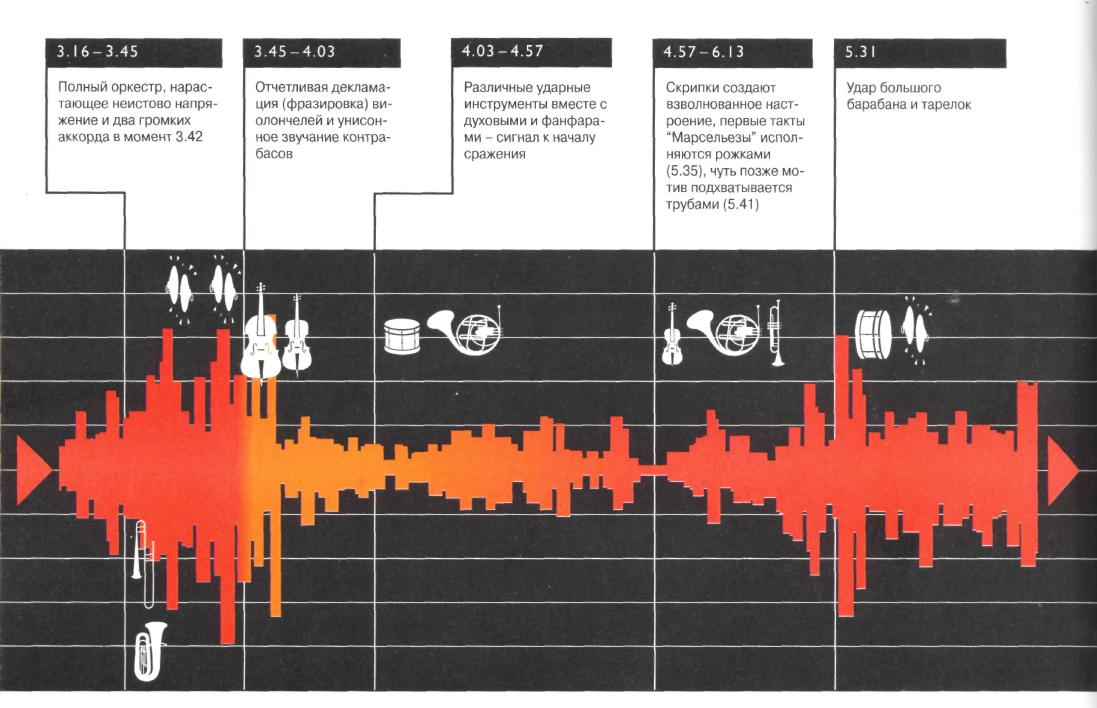 3.16 – 3.45
Полный оркестр, нарас-
тающее неистово напря-
жение и два громких
аккорда в момент 3.42
3.45 – 4.03
Отчетливая деклама-
ция (фразировка) ви-
олончелей и унисон-
ное звучание контра-
басов
4.03 – 4.57
Различные ударные
инструменты вместе с
духовыми и фанфара-
ми – сигнал к началу
сражения
4.57 – 6.13
Скрипки создают
взволнованное наст-
роение, первые такты
“Марсельезы” испол-
няются рожками
(5.35), чуть позже мо-
тив подхватывается
трубами (5.41)
5.31
Удар большого
барабана и тарелок